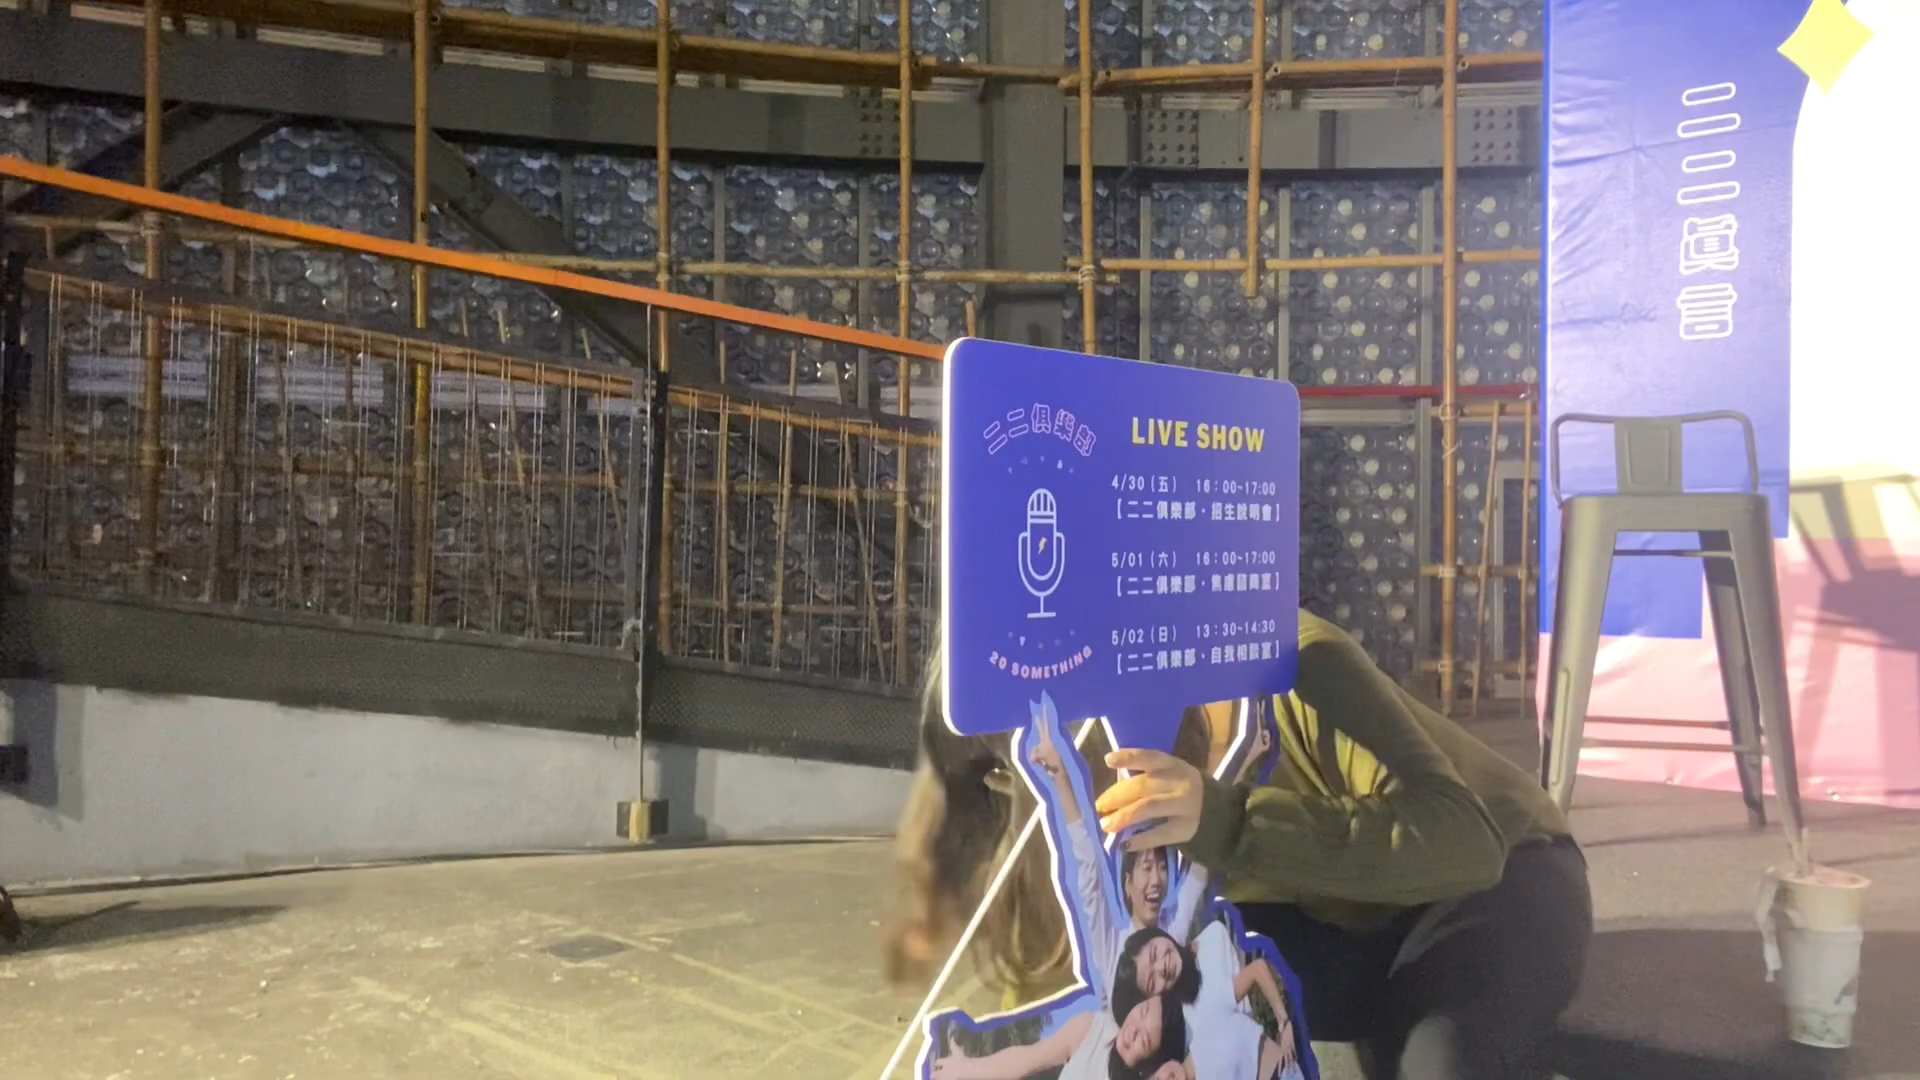 二二二二真言
二二俱樂部
LIVE SHOW
4/30(五) 16:00~17:00
【二二俱樂部・招生說明會】
5/01(六) 16:00~17:00
【二二俱樂部・焦慮諮商室】
5/02(日) 13:30~14:30
【二二俱樂部・自我相談室】
20 SOMETHING